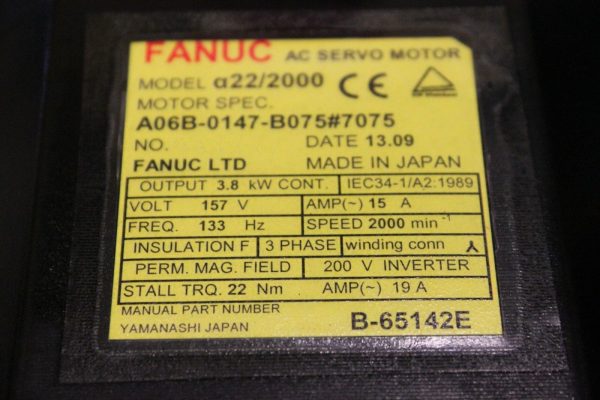 FANUC AC SERVO MOTOR
MODEL α22/2000 CE
MOTOR SPEC.
A06B-0147-B075#7075
NO. DATE 13.09
FANUC LTD MADE IN JAPAN
OUTPUT 3.8 kW CONT. IEC34-1/A2:1989
VOLT 157 V AMP(~) 15 A
FREQ. 133 Hz SPEED 2000 min⁻¹
INSULATION F 3 PHASE winding conn
PERM. MAG. FIELD 200 V INVERTER
STALL TRQ. 22 Nm AMP(~) 19 A
MANUAL PART NUMBER
YAMANASHI JAPAN B-65142E